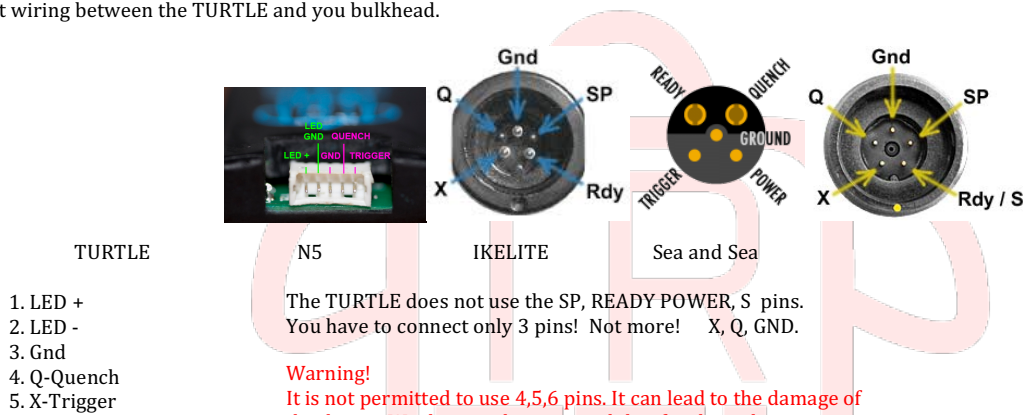 t wiring between the TURTLE and you bulkhead.
Gnd
Q
SP
X
Rdy
READY
QUENCH
GROUND
TRIGGER
POWER
Gnd
Q
SP
X
Rdy / S
LED
GND QUENCH
LED + GND TRIGGER
TURTLE N5 IKELITE Sea and Sea
1. LED +
2. LED -
3. Gnd
4. Q-Quench
5. X-Trigger
The TURTLE does not use the SP, READY POWER, S pins.
You have to connect only 3 pins! Not more! X, Q, GND.
Warning!
It is not permitted to use 4,5,6 pins. It can lead to the damage of